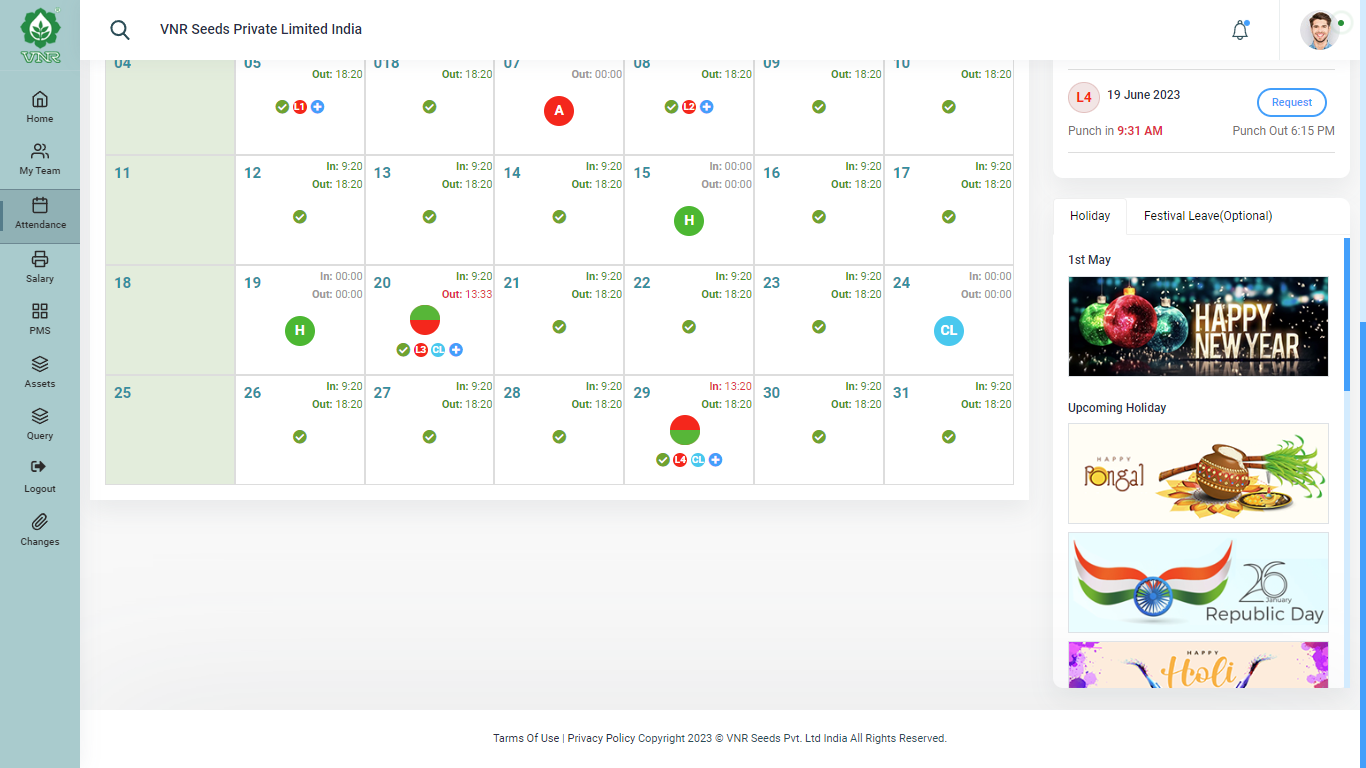 VNR
VNR Seeds Private Limited India
Home
My Team
Attendance
Salary
PMS
Assets
Query
Logout
Changes
04
05
Out: 18:20
L1
018
Out: 18:20
07
Out: 00:00
A
08
Out: 18:20
L2
09
Out: 18:20
10
Out: 18:20
11
12
In: 9:20
Out: 18:20
13
In: 9:20
Out: 18:20
14
In: 9:20
Out: 18:20
15
In: 00:00
Out: 00:00
H
16
In: 9:20
Out: 18:20
17
In: 9:20
Out: 18:20
18
19
In: 00:00
Out: 00:00
H
20
In: 9:20
Out: 13:33
L3 CL
21
In: 9:20
Out: 18:20
22
In: 9:20
Out: 18:20
23
In: 9:20
Out: 18:20
24
In: 00:00
Out: 00:00
CL
25
26
In: 9:20
Out: 18:20
27
In: 9:20
Out: 18:20
28
In: 9:20
Out: 18:20
29
In: 13:20
Out: 18:20
L4 CL
30
In: 9:20
Out: 18:20
31
In: 9:20
Out: 18:20
L4 19 June 2023
Request
Punch in 9:31 AM Punch Out 6:15 PM
Holiday Festival Leave(Optional)
1st May
HAPPY
NEW YEAR
Upcoming Holiday
HAPPY
Pongal
26
January
Republic Day
HAPPY
Holi
Tarms Of Use | Privacy Policy Copyright 2023 © VNR Seeds Pvt. Ltd India All Rights Reserved.